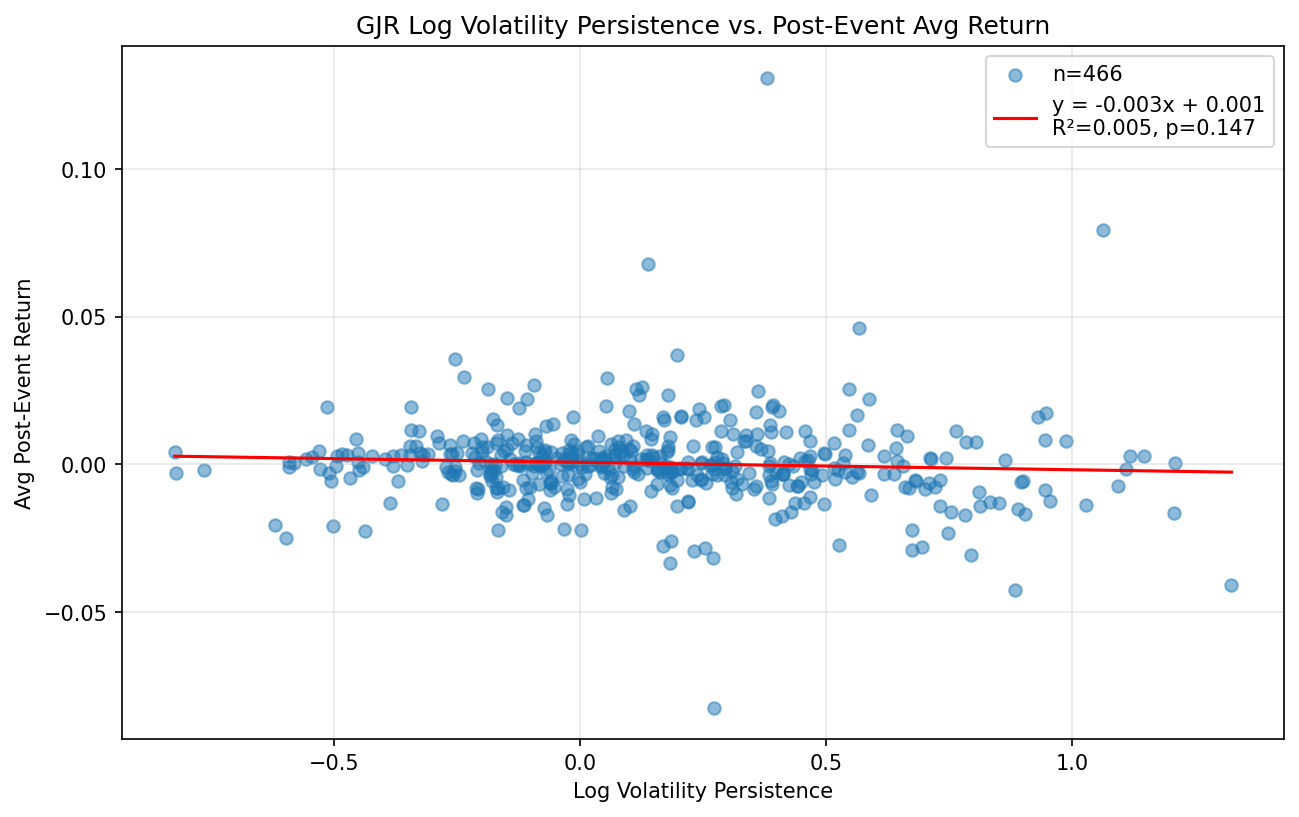 GJR Log Volatility Persistence vs. Post-Event Avg Return
n=466
y = -0.003x + 0.001
R²=0.005, p=0.147
Avg Post-Event Return
0.10
0.05
0.00
−0.05
−0.5
0.0
0.5
1.0
Log Volatility Persistence